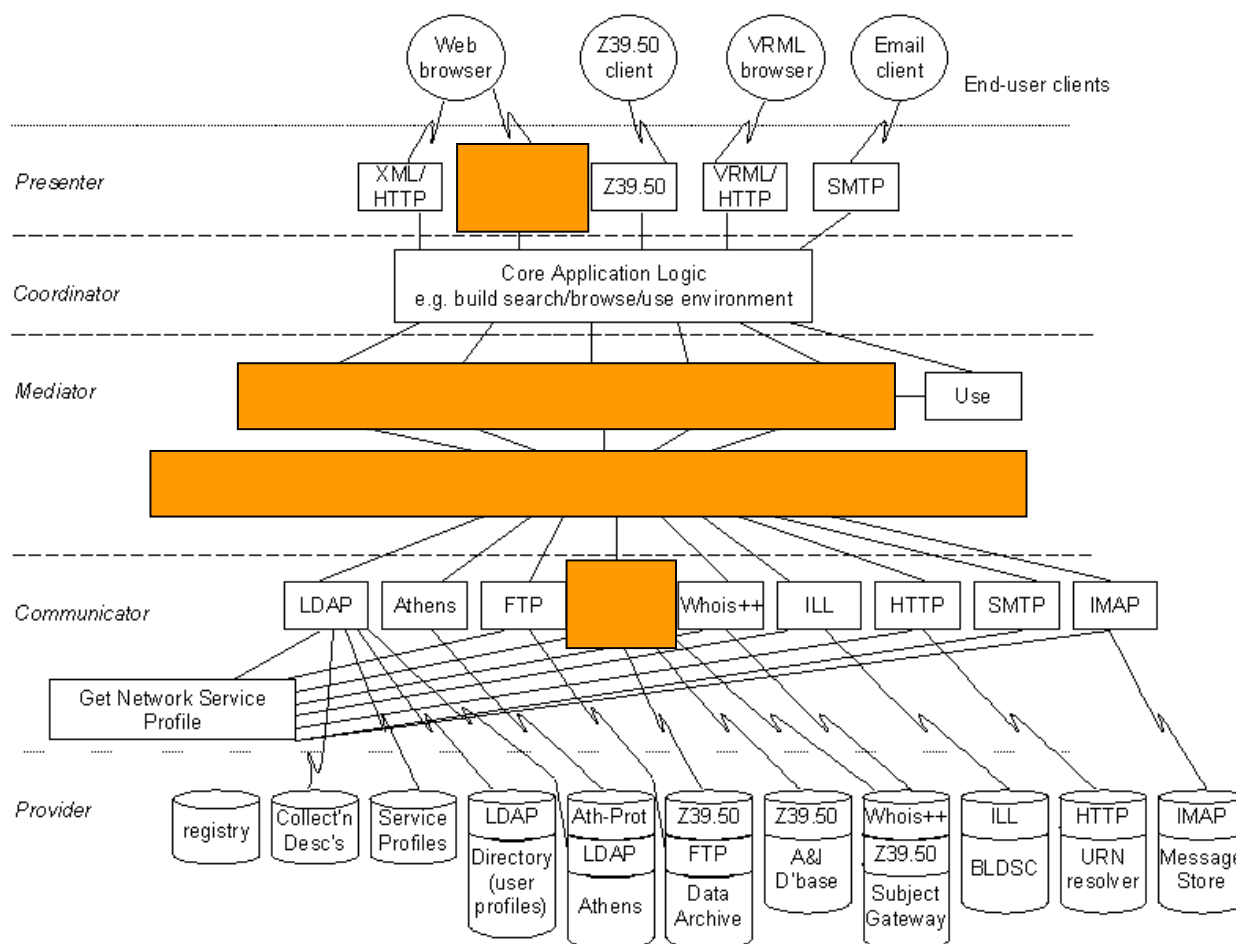 Web
browser
Z39.50
client
VRML
browser
Email
client
End-user clients
Presenter
XML/
HTTP
Z39.50
VRML/
HTTP
SMTP
Coordinator
Core Application Logic
e.g. build search/browse/use environment
Mediator
Use
Communicator
LDAP
Athens
FTP
Whois++
ILL
HTTP
SMTP
IMAP
Get Network Service
Profile
Provider
registry
Collect'n
Desc's
Service
Profiles
LDAP
Directory
(user
profiles)
Ath-Prot
LDAP
Athens
Z39.50
FTP
Data
Archive
Z39.50
A&I
D'base
Whois++
Z39.50
Subject
Gateway
ILL
BLDSC
HTTP
URN
resolver
IMAP
Message
Store